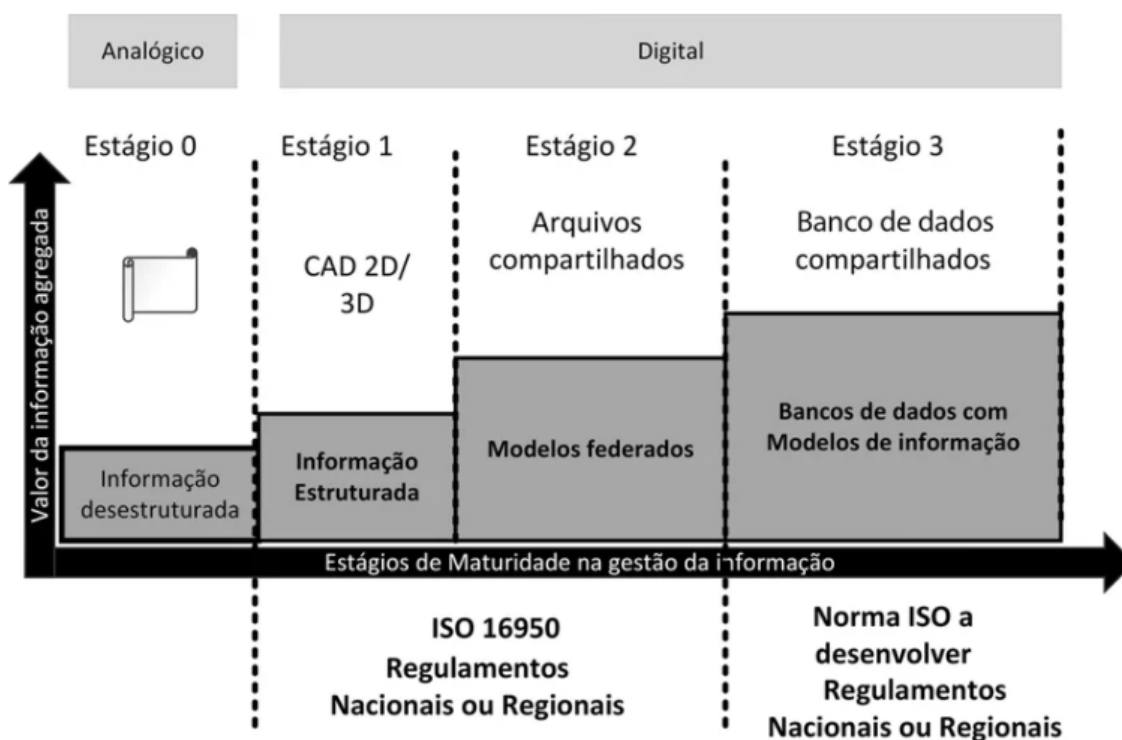 Analógico
Digital
Estágio 0
Estágio 1
Estágio 2
Estágio 3
Valor da informação agregada
CAD 2D/
3D
Arquivos
compartilhados
Banco de dados
compartilhados
Informação
desestruturada
Informação
Estruturada
Modelos federados
Bancos de dados com
Modelos de informação
Estágios de Maturidade na gestão da informação
ISO 16950
Regulamentos
Nacionais ou Regionais
Norma ISO a
desenvolver
Regulamentos
Nacionais ou Regionais